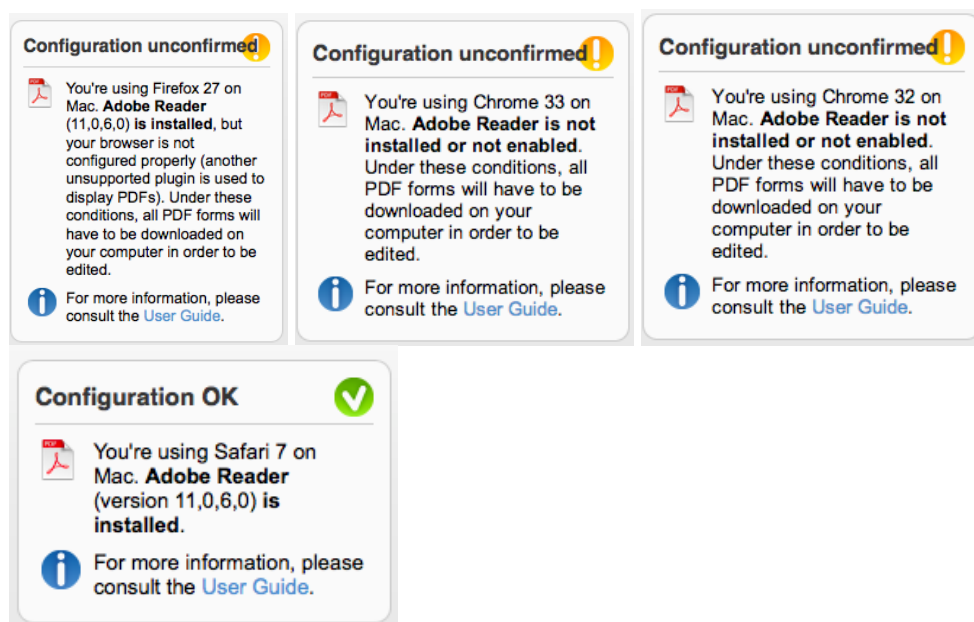 Configuration unconfirmed
PDF
You're using Firefox 27 on
Mac. Adobe Reader
(11,0,6,0) is installed, but
your browser is not
configured properly (another
unsupported plugin is used to
display PDFs). Under these
conditions, all PDF forms will
have to be downloaded on
your computer in order to be
edited.
For more information, please
consult the User Guide.
Configuration unconfirmed
PDF
You're using Chrome 33 on
Mac. Adobe Reader is not
installed or not enabled.
Under these conditions, all
PDF forms will have to be
downloaded on your
computer in order to be
edited.
For more information, please
consult the User Guide.
Configuration unconfirmed
PDF
You're using Chrome 32 on
Mac. Adobe Reader is not
installed or not enabled.
Under these conditions, all
PDF forms will have to be
downloaded on your
computer in order to be
edited.
For more information, please
consult the User Guide.
Configuration OK
PDF
You're using Safari 7 on
Mac. Adobe Reader
(version 11,0,6,0) is
installed.
For more information, please
consult the User Guide.